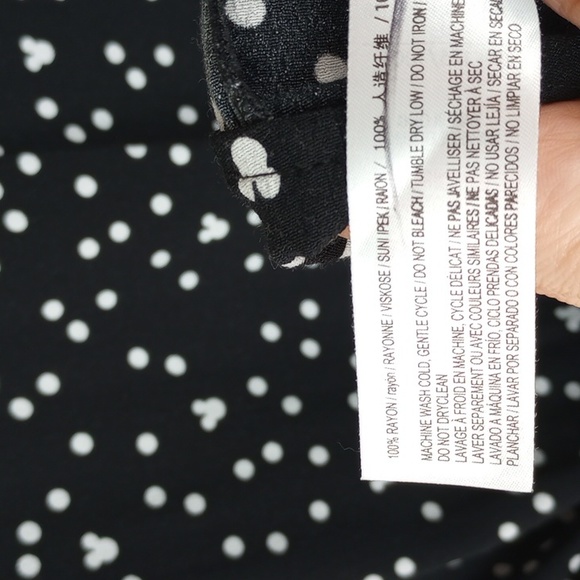 100% RAYON / rayon / RAYONNE / VISKOSE / SUNI IPEK / RAION / 100% 人造纤维 / 10
MACHINE WASH COLD, GENTLE CYCLE / DO NOT BLEACH / TUMBLE DRY LOW / DO NOT IRON /
DO NOT DRYCLEAN
LAVAGE À FROID EN MACHINE, CYCLE DÉLICAT / NE PAS JAVELLISER / SÉCHAGE EN MACHINE
LAVER SEPAREMENT OU AVEC COULEURS SIMILAIRES / NE PAS NETTOYER À SEC
LAVADO A MÁQUINA EN FRÍO, CICLO PRENDAS DELICADAS / NO USAR LEJÍA / SECAR EN SECA
PLANCHAR / LAVAR POR SEPARADO O CON COLORES PARECIDOS / NO LIMPIAR EN SECO